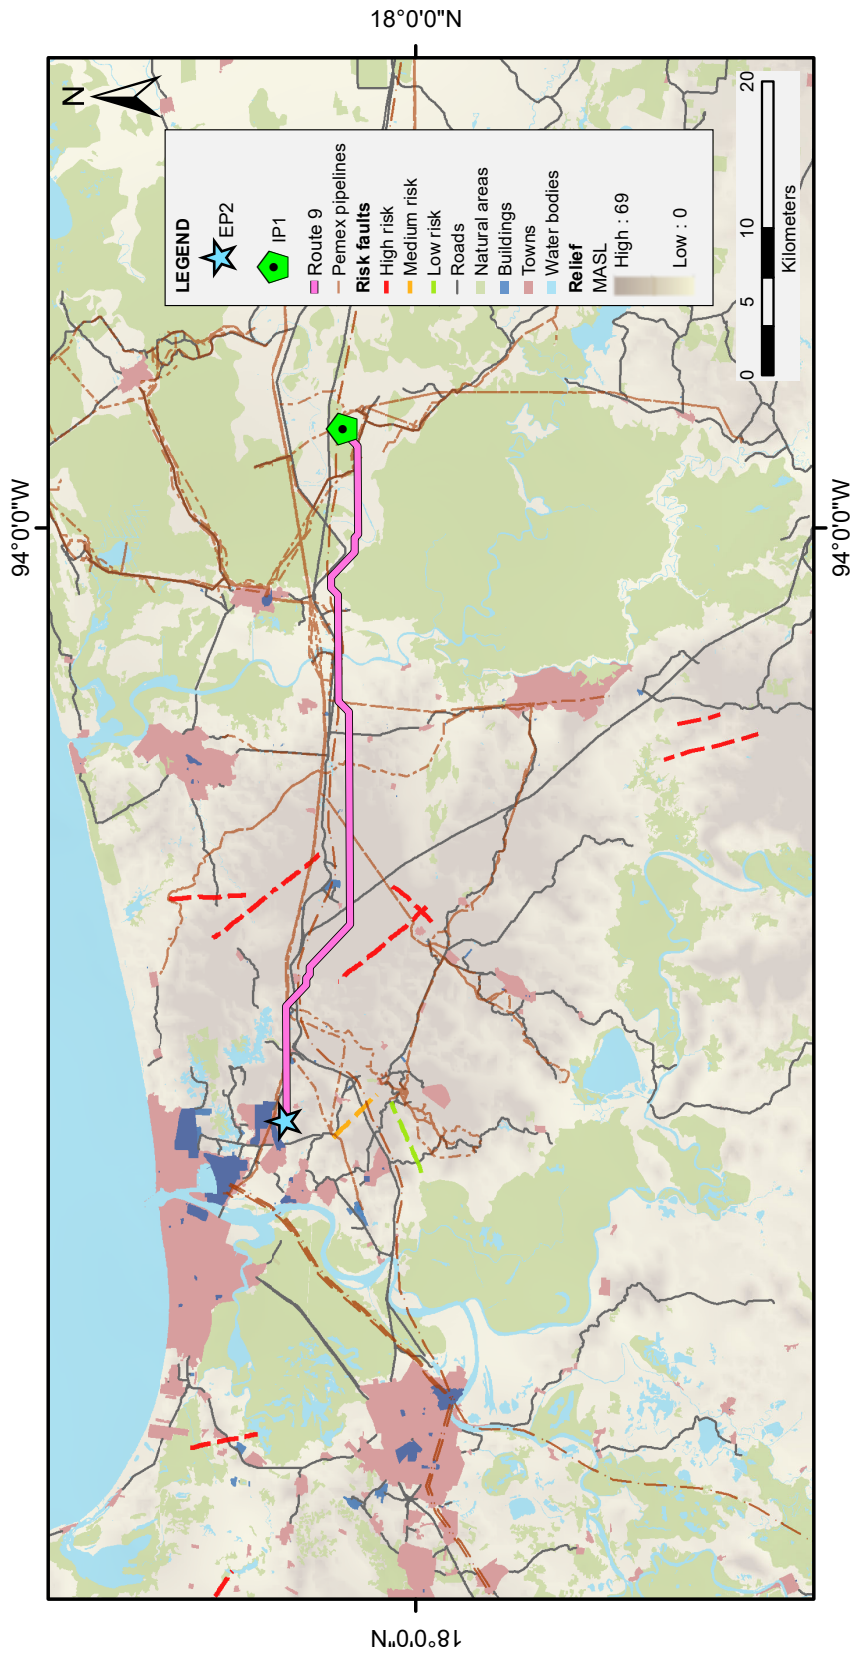 18°0'0"N
N
LEGEND
EP2
IP1
Route 9
Pemex pipelines
Risk faults
High risk
Medium risk
Low risk
Roads
Natural areas
Buildings
Towns
Water bodies
Relief
MASL
High : 69
Low : 0
0 5 10 20
Kilometers
94°0'0"W
94°0'0"W
18°0'0"N